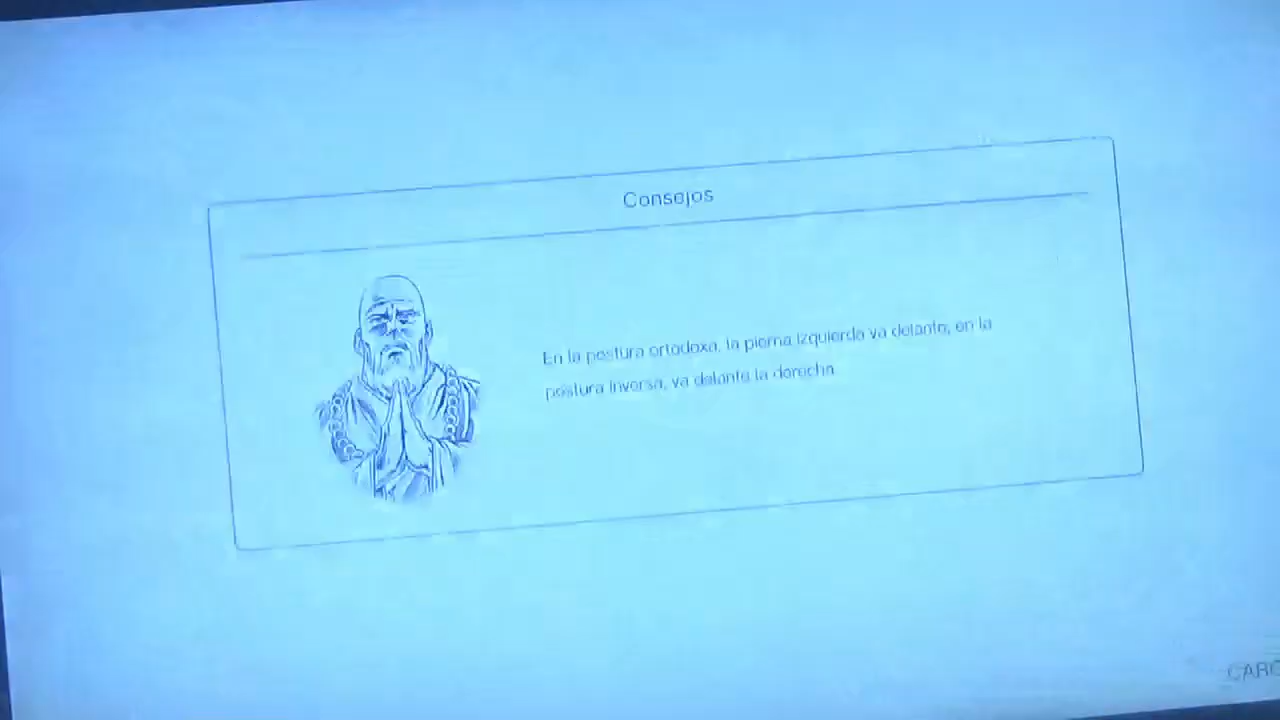 Consejos
En la postura ortodoxa, la pierna izquierda va delante; en la
postura inversa, va delante la derecha.